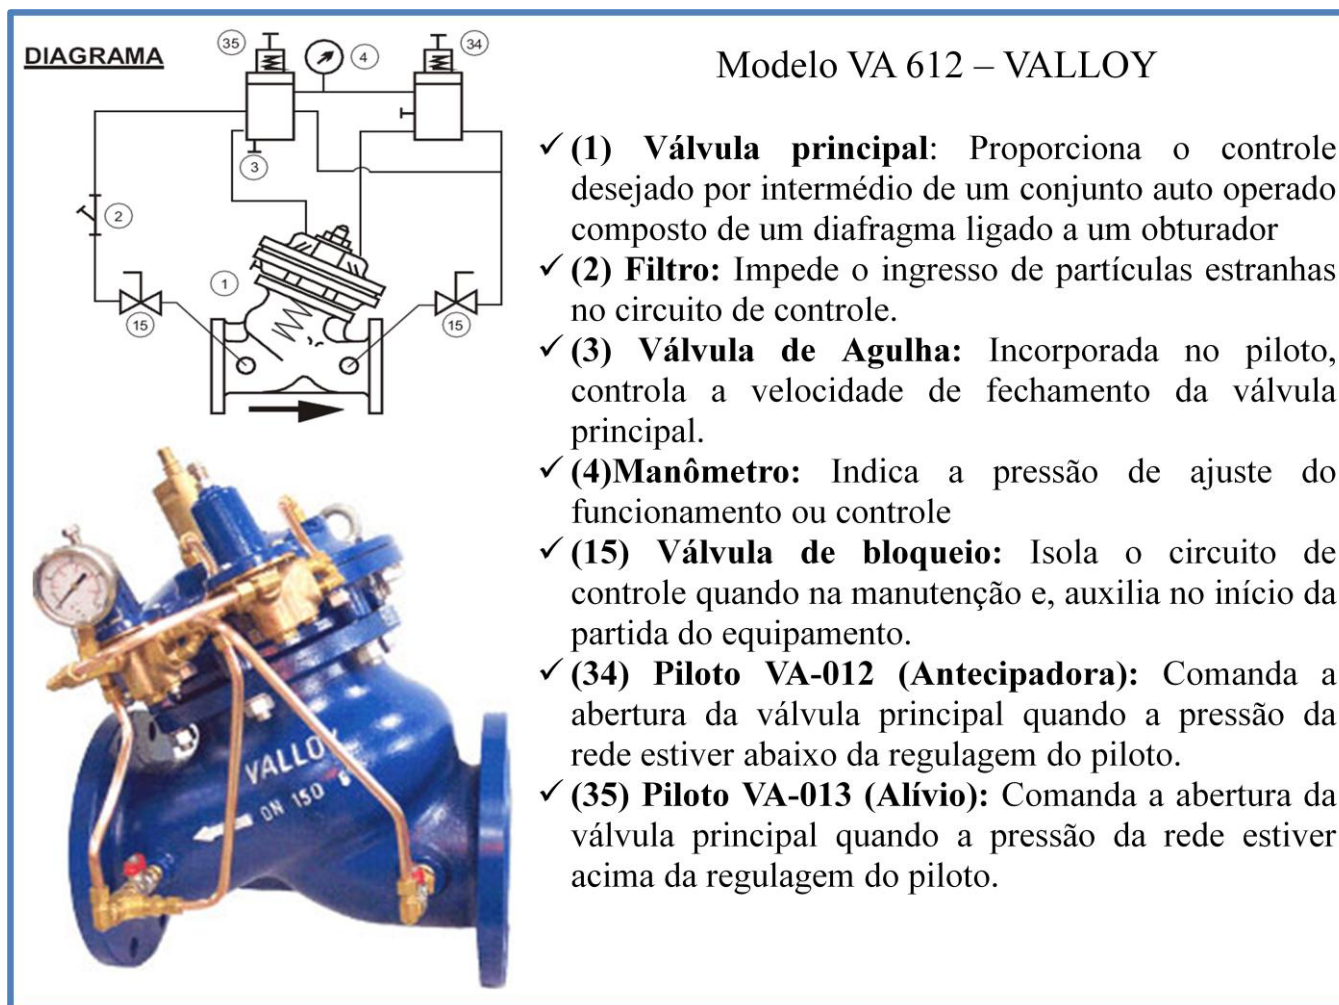 DIAGRAMA
35
4
34
3
2
1
15
15
VALLOY
DN 150
Modelo VA 612 – VALLOY
✓ (1) Válvula principal: Proporciona o controle
desejado por intermédio de um conjunto auto operado
composto de um diafragma ligado a um obturador
✓ (2) Filtro: Impede o ingresso de partículas estranhas
no circuito de controle.
✓ (3) Válvula de Agulha: Incorporada no piloto,
controla a velocidade de fechamento da válvula
principal.
✓ (4)Manômetro: Indica a pressão de ajuste do
funcionamento ou controle
✓ (15) Válvula de bloqueio: Isola o circuito de
controle quando na manutenção e, auxilia no início da
partida do equipamento.
✓ (34) Piloto VA-012 (Antecipadora): Comanda a
abertura da válvula principal quando a pressão da
rede estiver abaixo da regulagem do piloto.
✓ (35) Piloto VA-013 (Alívio): Comanda a abertura da
válvula principal quando a pressão da rede estiver
acima da regulagem do piloto.